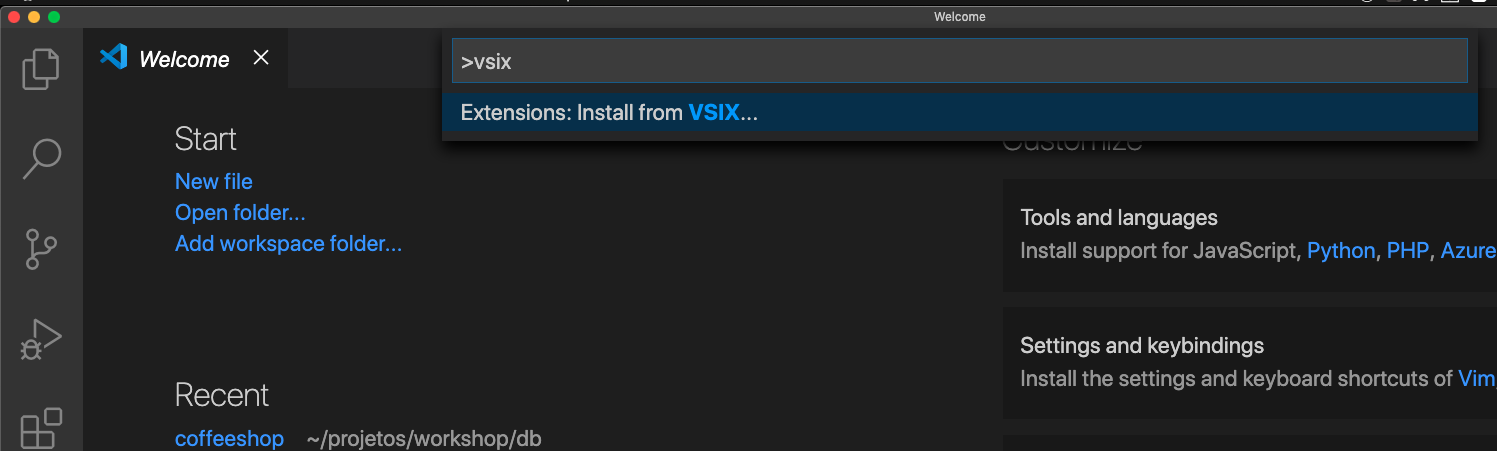 Welcome
Welcome
>vsix
Extensions: Install from VSIX...
Start
New file
Open folder...
Add workspace folder...
Recent
coffeeshop ~/projetos/workshop/db
Customize
Tools and languages
Install support for JavaScript, Python, PHP, Azure
Settings and keybindings
Install the settings and keyboard shortcuts of Vim,